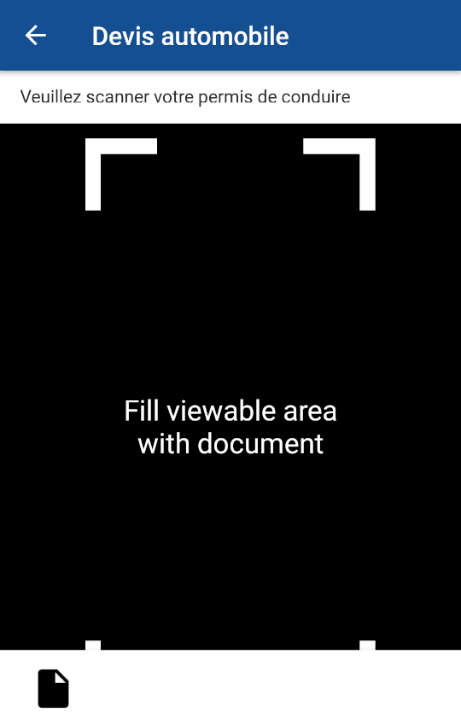 Devis automobile
Veuillez scanner votre permis de conduire
Fill viewable area
with document